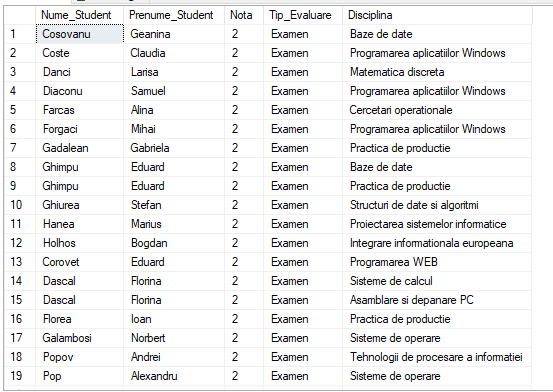 Nume_Student Prenume_Student Nota Tip_Evaluare Disciplina
1 Cosovanu Geanina 2 Examen Baze de date
2 Coste Claudia 2 Examen Programarea aplicatiilor Windows
3 Danci Larisa 2 Examen Matematica discreta
4 Diaconu Samuel 2 Examen Programarea aplicatiilor Windows
5 Farcas Alina 2 Examen Cercetari operationale
6 Forgaci Mihai 2 Examen Programarea aplicatiilor Windows
7 Gadalean Gabriela 2 Examen Practica de productie
8 Ghimpu Eduard 2 Examen Baze de date
9 Ghimpu Eduard 2 Examen Practica de productie
10 Ghiurea Stefan 2 Examen Structuri de date si algoritmi
11 Hanea Marius 2 Examen Proiectarea sistemelor informatice
12 Holhos Bogdan 2 Examen Integrare informationala europeana
13 Corovet Eduard 2 Examen Programarea WEB
14 Dascal Florina 2 Examen Sisteme de calcul
15 Dascal Florina 2 Examen Asamblare si depanare PC
16 Florea Ioan 2 Examen Practica de productie
17 Galambosi Norbert 2 Examen Sisteme de operare
18 Popov Andrei 2 Examen Tehnologii de procesare a informatiei
19 Pop Alexandru 2 Examen Sisteme de operare